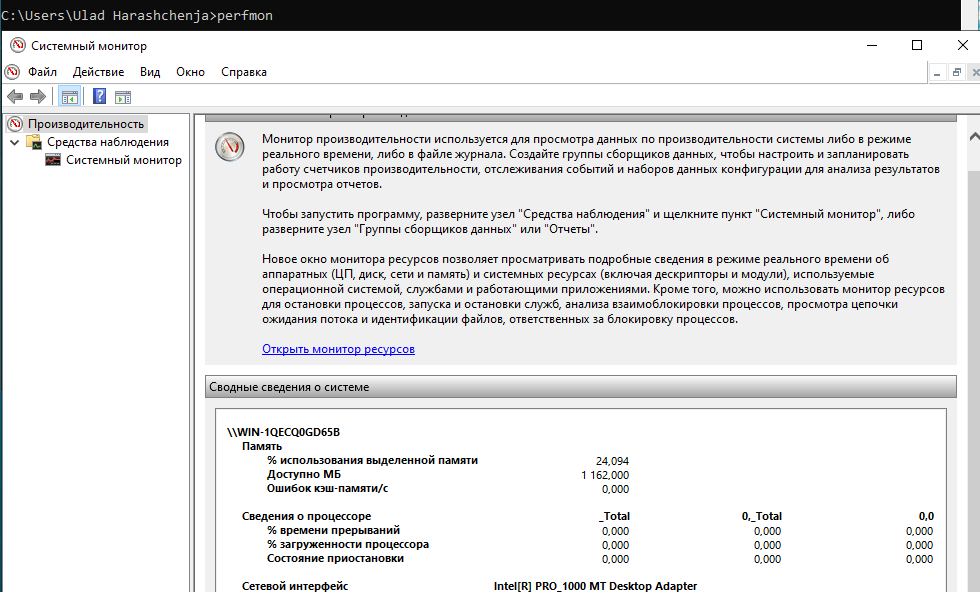 C:\Users\Ulad Harashchenja>perfmon
Системный монитор
Файл Действие Вид Окно Справка
Производительность
Средства наблюдения
Системный монитор
Монитор производительности используется для просмотра данных по производительности системы либо в режиме
реального времени, либо в файле журнала. Создайте группы сборщиков данных, чтобы настроить и запланировать
работу счетчиков производительности, отслеживания событий и наборов данных конфигурации для анализа результатов
и просмотра отчетов.
Чтобы запустить программу, разверните узел "Средства наблюдения" и щелкните пункт "Системный монитор", либо
разверните узел "Группы сборщиков данных" или "Отчеты".
Новое окно монитора ресурсов позволяет просматривать подробные сведения в режиме реального времени об
аппаратных (ЦП, диск, сети и память) и системных ресурсах (включая дескрипторы и модули), используемые
операционной системой, службами и работающими приложениями. Кроме того, можно использовать монитор ресурсов
для остановки процессов, запуска и остановки служб, анализа взаимоблокировки процессов, просмотра цепочки
ожидания потока и идентификации файлов, ответственных за блокировку процессов.
Открыть монитор ресурсов
Сводные сведения о системе
\\WIN-1QECQ0GD65B
Память
% использования выделенной памяти 24,094
Доступно МБ 1 162,000
Ошибок кэш-памяти/с 0,000
Сведения о процессоре _Total 0,_Total 0,0
% времени прерываний 0,000 0,000 0,000
% загруженности процессора 0,000 0,000 0,000
Состояние приостановки 0,000 0,000 0,000
Сетевой интерфейс Intel[R] PRO_1000 MT Desktop Adapter